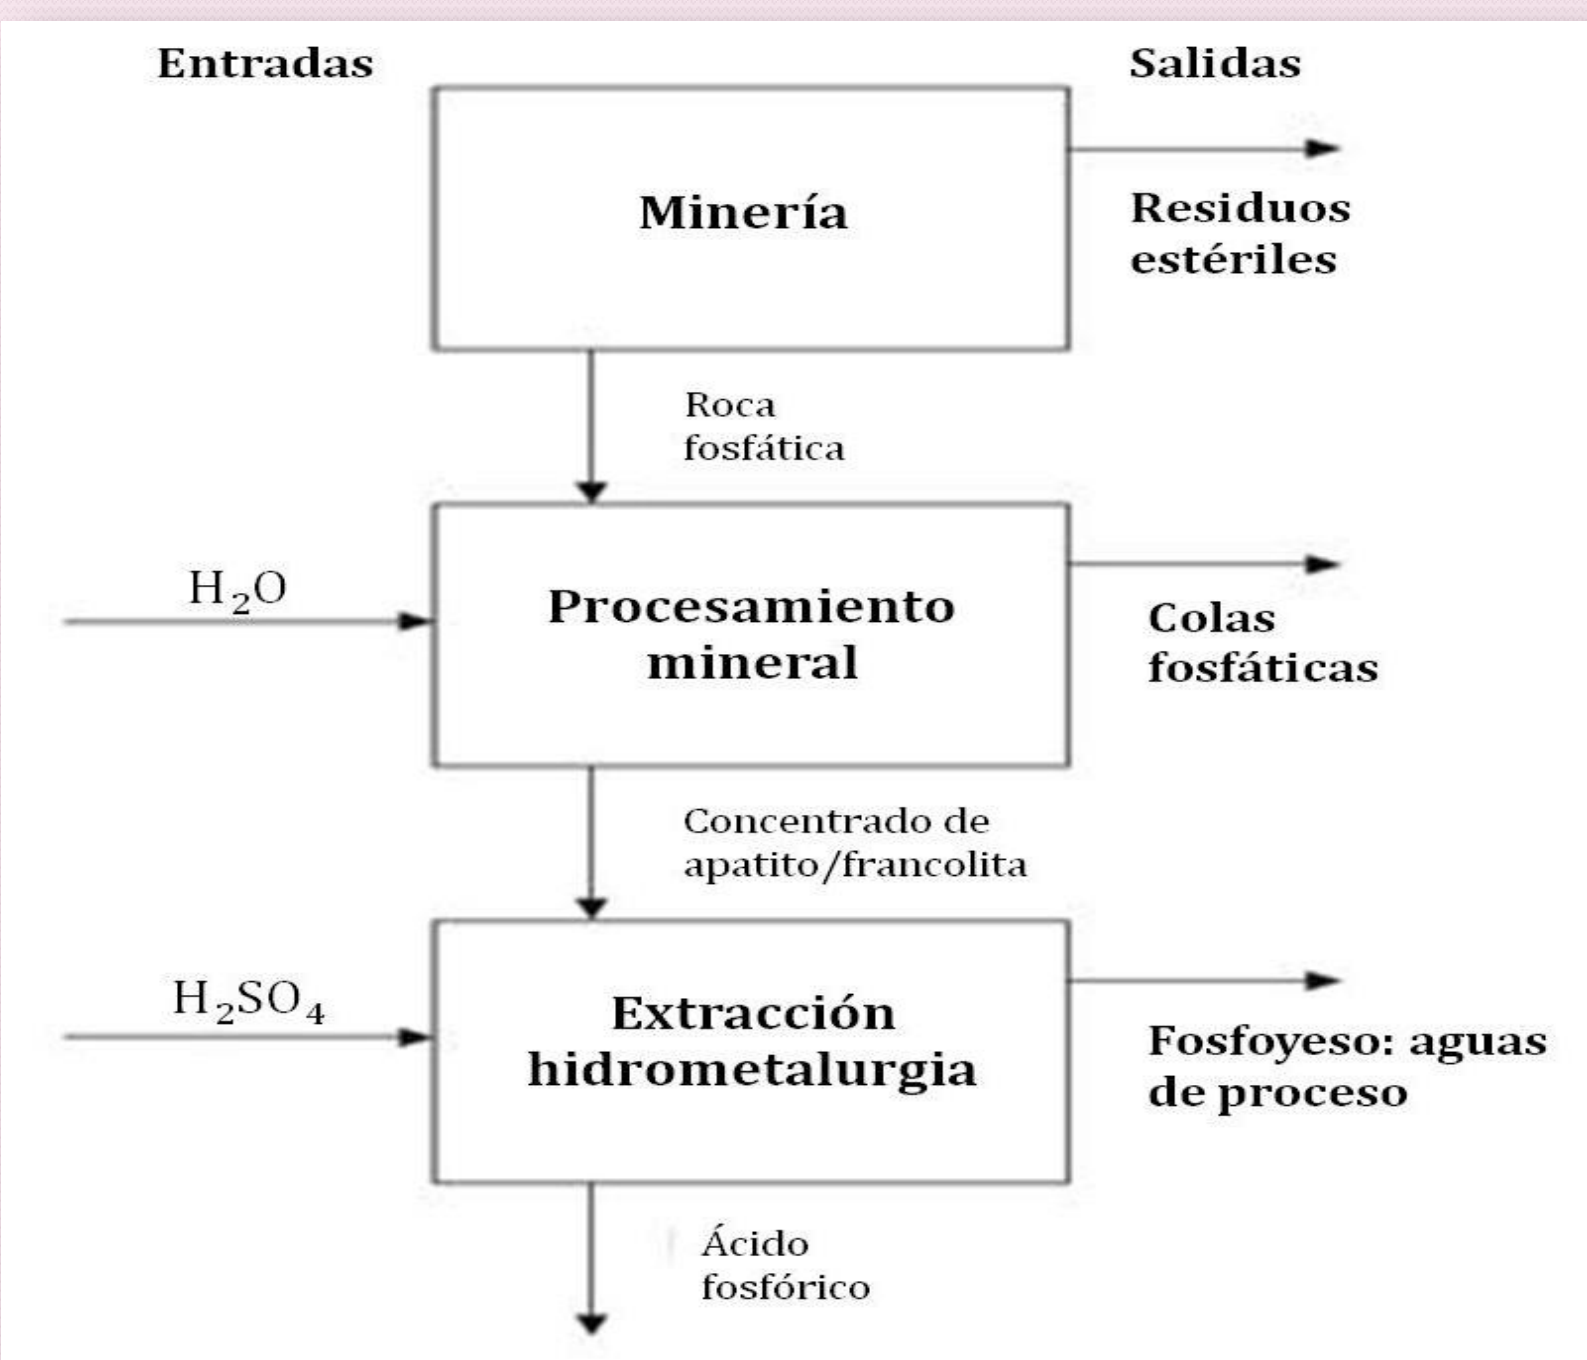 Entradas
Salidas
Minería
Residuos
estériles
Roca
fosfática
H₂O
Procesamiento
mineral
Colas
fosfáticas
Concentrado de
apatito/francolita
H₂SO₄
Extracción
hidrometalurgia
Fosfoyeso: aguas
de proceso
Ácido
fosfórico